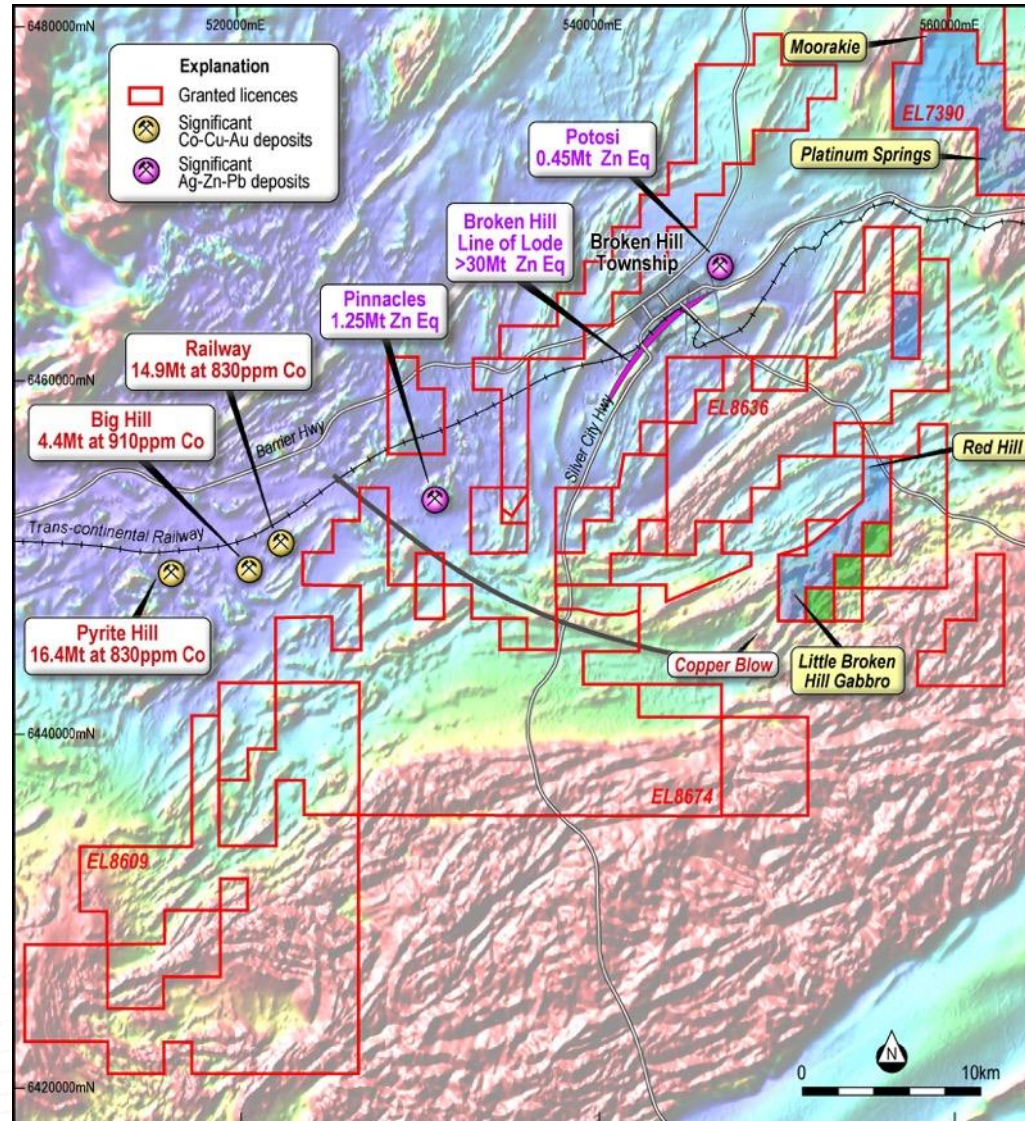 6480000mN
520000mE
540000mE
560000mE
Explanation
Granted licences
Significant
Co-Cu-Au deposits
Significant
Ag-Zn-Pb deposits
Moorakie
EL7390
Platinum Springs
Potosi
0.45Mt Zn Eq
Broken Hill
Line of Lode
>30Mt Zn Eq
Broken Hill
Township
Pinnacles
1.25Mt Zn Eq
Railway
14.9Mt at 830ppm Co
6460000mN
Big Hill
4.4Mt at 910ppm Co
Barrier Hwy
Silver City Hwy
EL8636
Red Hill
Trans-continental Railway
Pyrite Hill
16.4Mt at 830ppm Co
Copper Blow
Little Broken
Hill Gabbro
6440000mN
EL8674
EL8609
N
0
10km
6420000mN